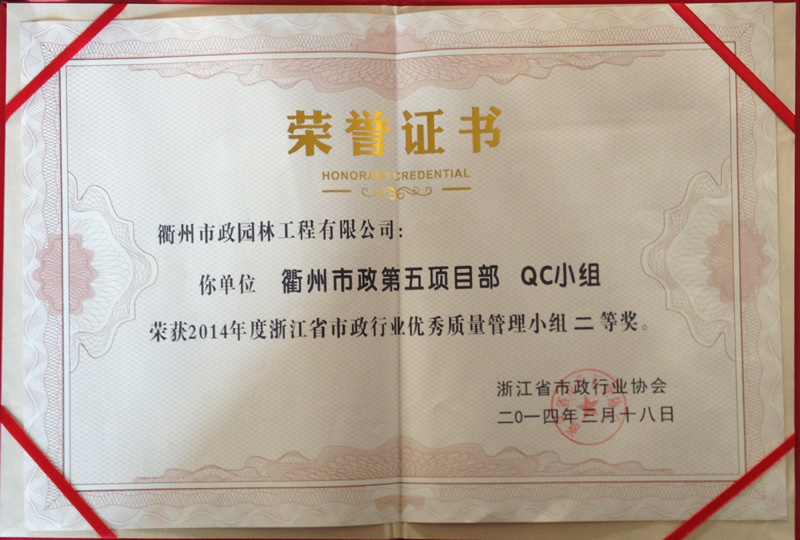 荣誉证书
HONORARY CREDENTIAL
衢州市政园林工程有限公司：
你单位 衢州市政第五项目部 QC小组
荣获2014年度浙江省市政行业优秀质量管理小组 二 等奖。
浙江省市政行业协会
二0一四年三月十八日